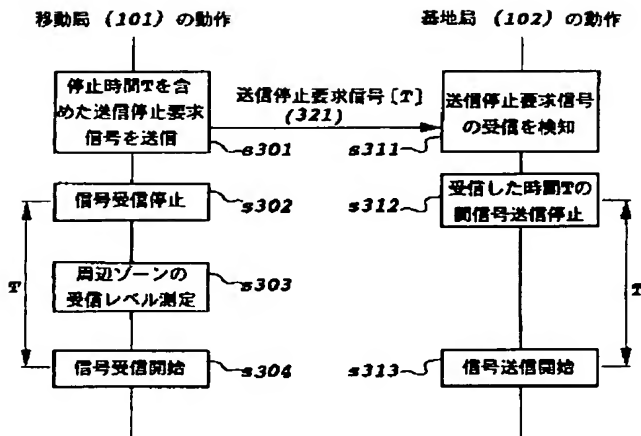 移動局 (101) の動作
基地局 (102) の動作
停止時間Tを含
めた送信停止要求
信号を送信
s301
送信停止要求信号 [T]
(321)
送信停止要求信号
の受信を検知
s311
信号受信停止
s302
受信した時間Tの
間信号送信停止
s312
周辺ゾーンの
受信レベル測定
s303
T
T
信号受信開始
s304
信号送信開始
s313